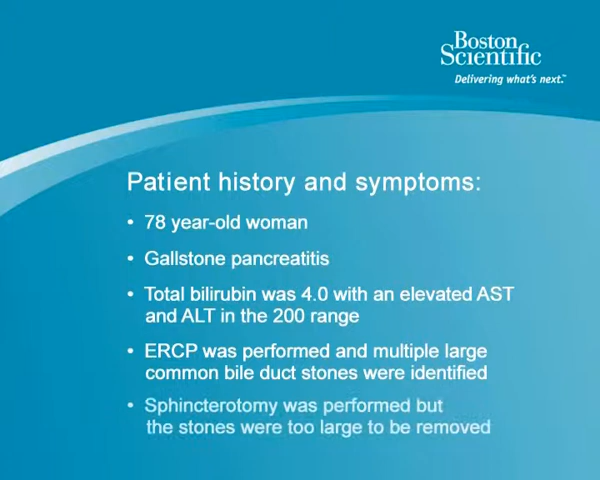 Boston
Scientific
Delivering what's next.™
Patient history and symptoms:
• 78 year-old woman
• Gallstone pancreatitis
• Total bilirubin was 4.0 with an elevated AST
and ALT in the 200 range
• ERCP was performed and multiple large
common bile duct stones were identified
• Sphincterotomy was performed but
the stones were too large to be removed